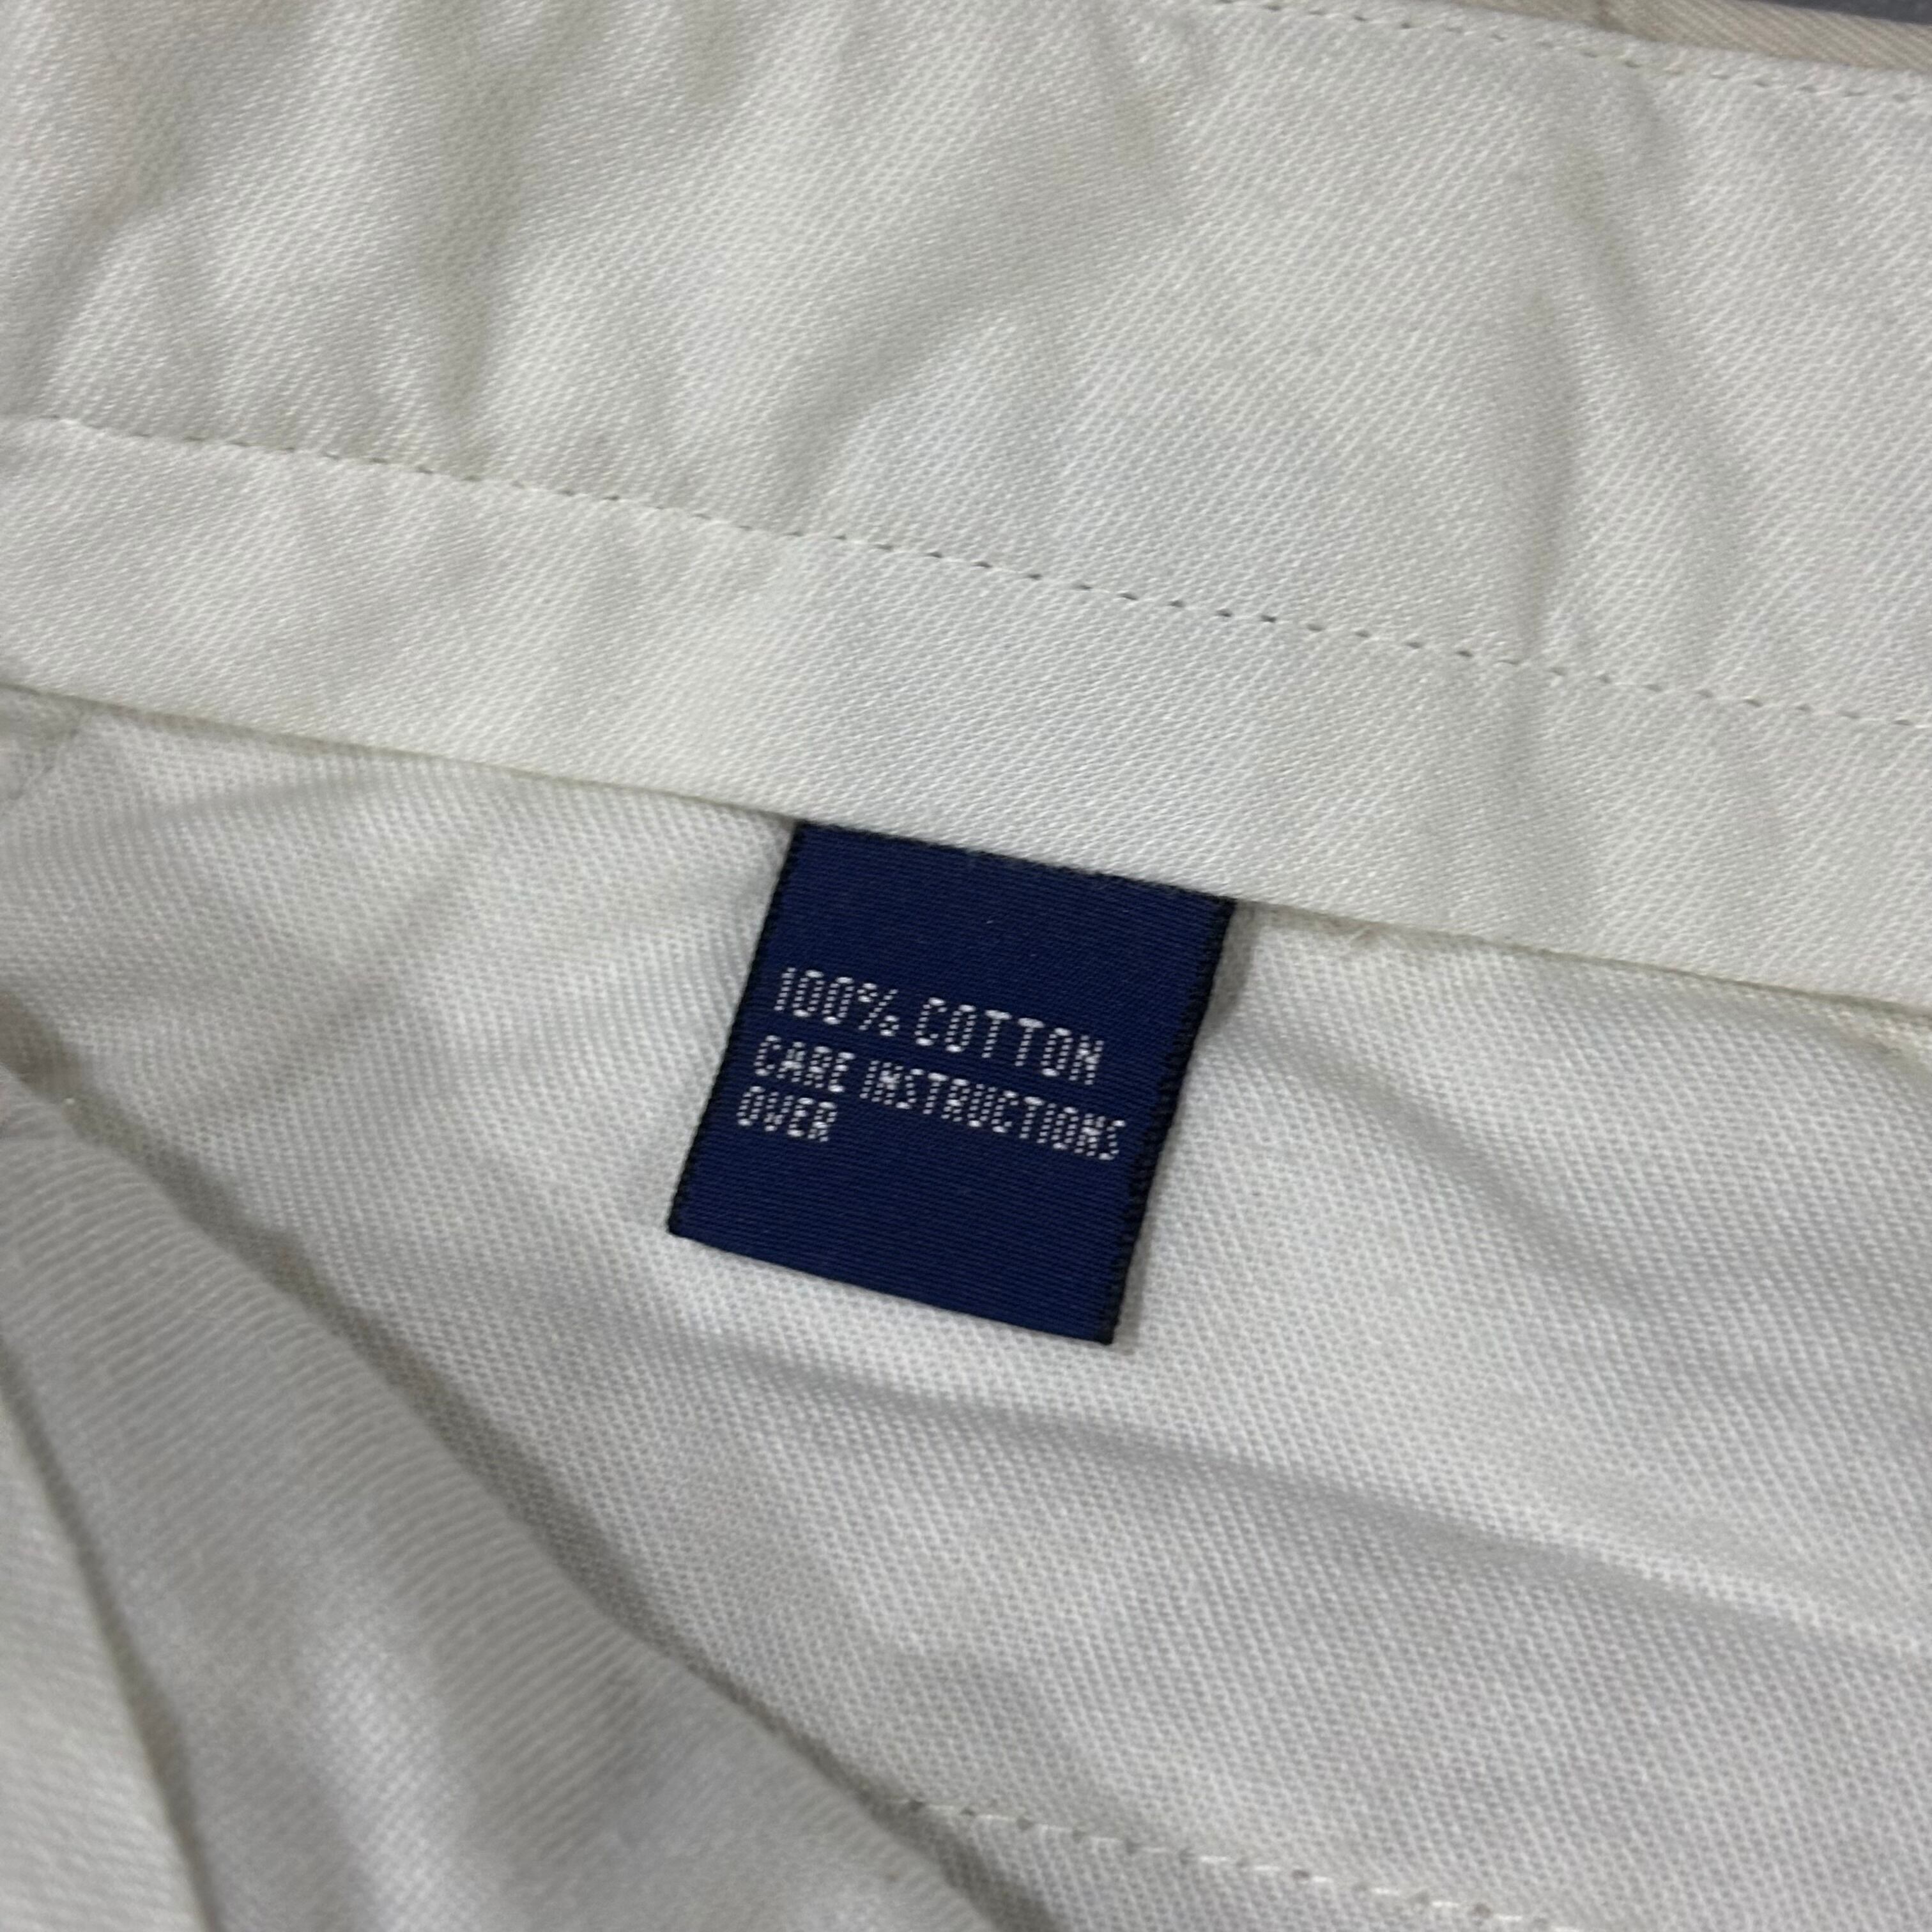 100% COTTON
CARE INSTRUCTIONS
OVER